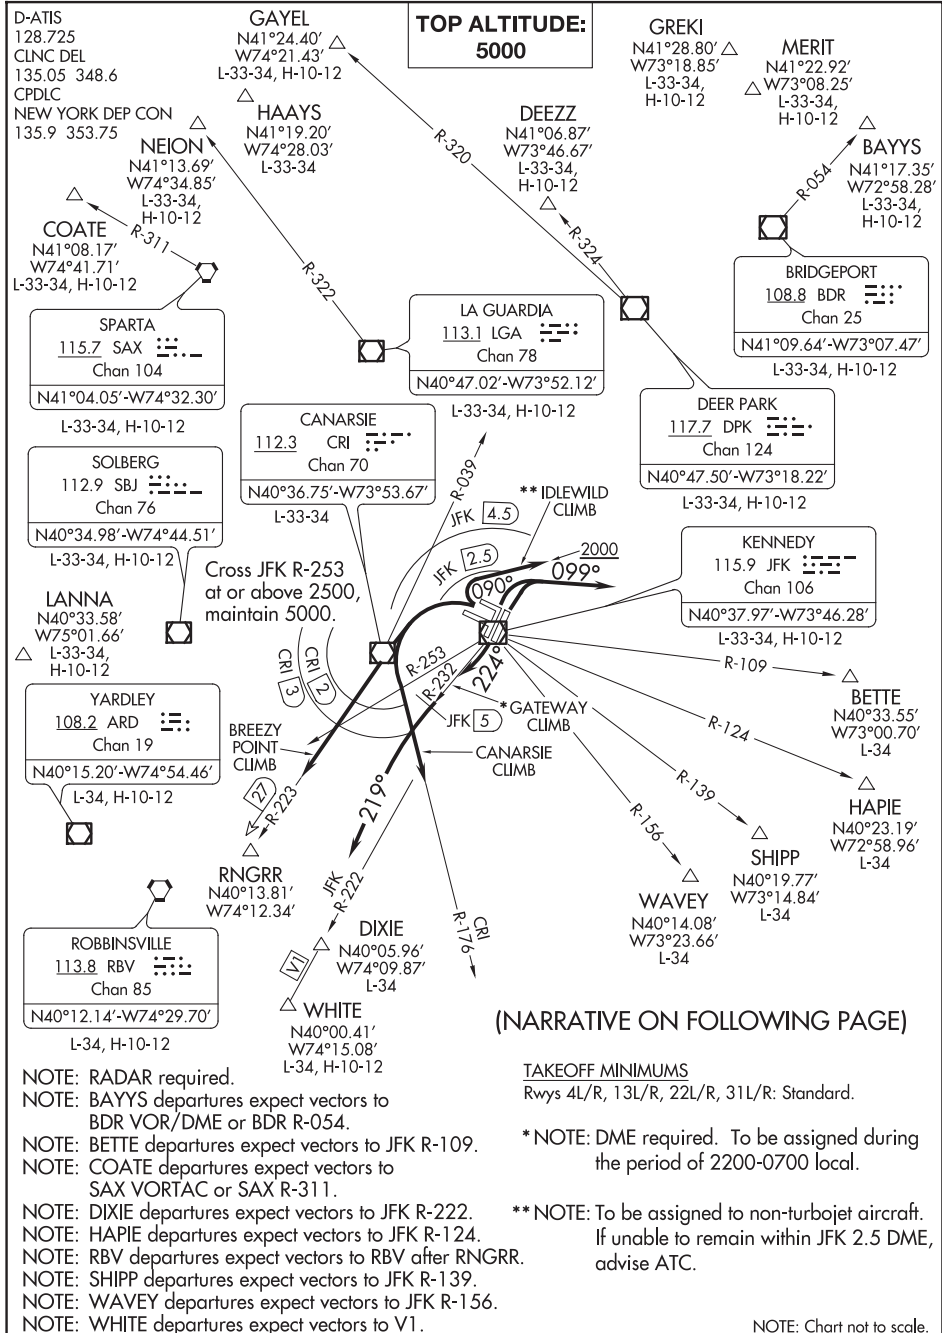 D-ATIS
128.725
CLNC DEL
135.05 348.6
CPDLC
NEW YORK DEP CON
135.9 353.75
GAYEL
N41°24.40'
W74°21.43'
L-33-34, H-10-12
TOP ALTITUDE:
5000
GREKI
N41°28.80'
W73°18.85'
L-33-34,
H-10-12
MERIT
N41°22.92'
W73°08.25'
L-33-34,
H-10-12
HAAYS
N41°19.20'
W74°28.03'
L-33-34
NEION
N41°13.69'
W74°34.85'
L-33-34,
H-10-12
DEEZZ
N41°06.87'
W73°46.67'
L-33-34,
H-10-12
BAYYS
N41°17.35'
W72°58.28'
L-33-34,
H-10-12
COATE
N41°08.17'
W74°41.71'
L-33-34, H-10-12
R-311
R-322
R-320
R-324
R-054
SPARTA
115.7 SAX
Chan 104
N41°04.05'-W74°32.30'
L-33-34, H-10-12
LA GUARDIA
113.1 LGA
Chan 78
N40°47.02'-W73°52.12'
L-33-34, H-10-12
BRIDGEPORT
108.8 BDR
Chan 25
N41°09.64'-W73°07.47'
L-33-34, H-10-12
DEER PARK
117.7 DPK
Chan 124
N40°47.50'-W73°18.22'
L-33-34, H-10-12
CANARSIE
112.3 CRI
Chan 70
N40°36.75'-W73°53.67'
L-33-34
SOLBERG
112.9 SBJ
Chan 76
N40°34.98'-W74°44.51'
L-33-34, H-10-12
KENNEDY
115.9 JFK
Chan 106
N40°37.97'-W73°46.28'
L-33-34, H-10-12
R-039
JFK 4.5
JFK 2.5
** IDLEWILD
CLIMB
2000
090°
099°
Cross JFK R-253
at or above 2500,
maintain 5000.
LANNA
N40°33.58'
W75°01.66'
L-33-34,
H-10-12
CRI 3
CRI 2
R-253
R-232
224°
JFK 5
* GATEWAY
CLIMB
CANARSIE
CLIMB
BREEZY
POINT
CLIMB
YARDLEY
108.2 ARD
Chan 19
N40°15.20'-W74°54.46'
L-34, H-10-12
27
R-223
219°
R-109
R-124
R-139
R-156
BETTE
N40°33.55'
W73°00.70'
L-34
HAPIE
N40°23.19'
W72°58.96'
L-34
SHIPP
N40°19.77'
W73°14.84'
L-34
WAVEY
N40°14.08'
W73°23.66'
L-34
RNGRR
N40°13.81'
W74°12.34'
JFK
R-222
CRI
R-176
DIXIE
N40°05.96'
W74°09.87'
L-34
V1
WHITE
N40°00.41'
W74°15.08'
L-34, H-10-12
ROBBINSVILLE
113.8 RBV
Chan 85
N40°12.14'-W74°29.70'
L-34, H-10-12
(NARRATIVE ON FOLLOWING PAGE)
NOTE: RADAR required.
NOTE: BAYYS departures expect vectors to
BDR VOR/DME or BDR R-054.
NOTE: BETTE departures expect vectors to JFK R-109.
NOTE: COATE departures expect vectors to
SAX VORTAC or SAX R-311.
NOTE: DIXIE departures expect vectors to JFK R-222.
NOTE: HAPIE departures expect vectors to JFK R-124.
NOTE: RBV departures expect vectors to RBV after RNGRR.
NOTE: SHIPP departures expect vectors to JFK R-139.
NOTE: WAVEY departures expect vectors to JFK R-156.
NOTE: WHITE departures expect vectors to V1.
TAKEOFF MINIMUMS
Rwys 4L/R, 13L/R, 22L/R, 31L/R: Standard.
* NOTE: DME required. To be assigned during
the period of 2200-0700 local.
** NOTE: To be assigned to non-turbojet aircraft.
If unable to remain within JFK 2.5 DME,
advise ATC.
NOTE: Chart not to scale.